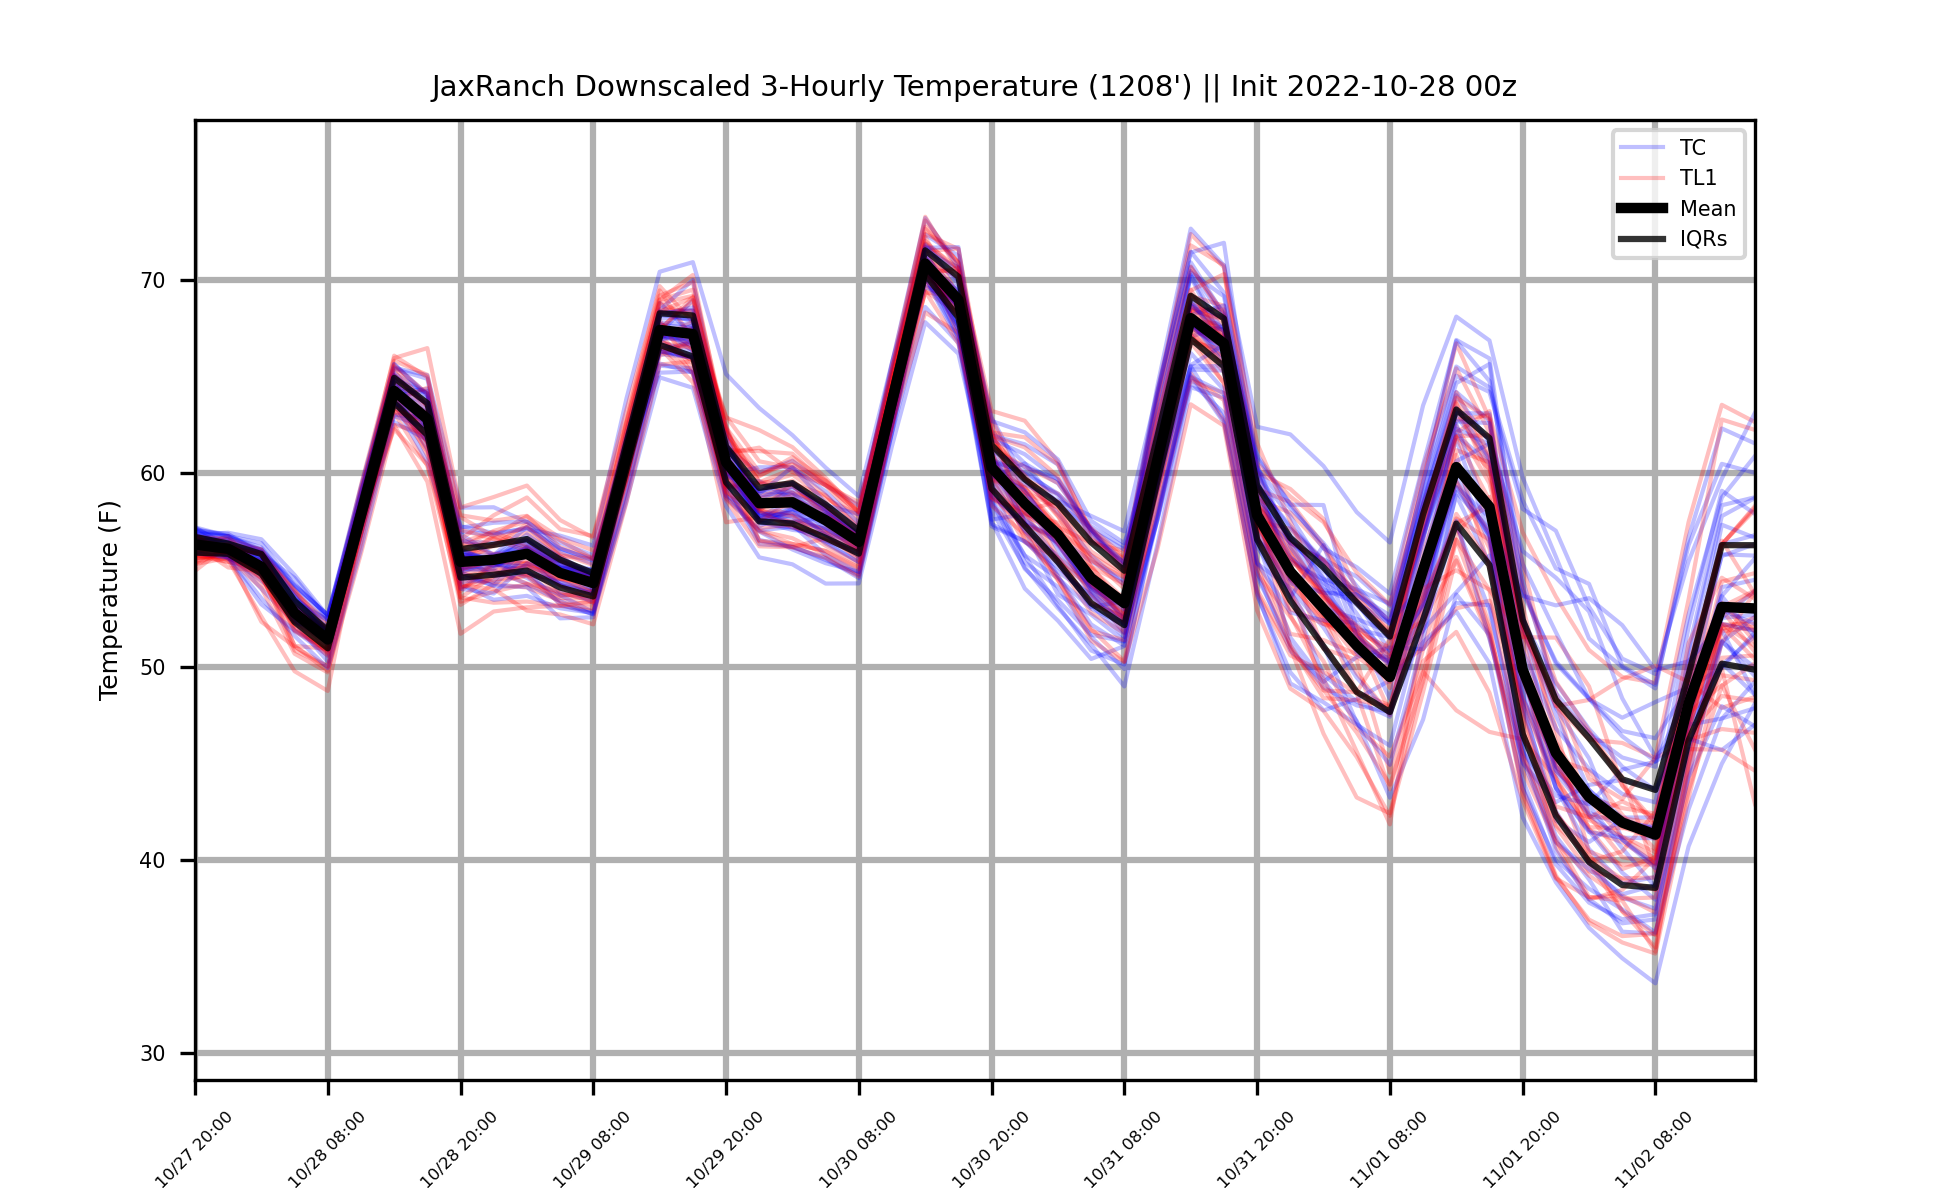 JaxRanch Downscaled 3-Hourly Temperature (1208') || Init 2022-10-28 00z
TC
TL1
Mean
IQRs
Temperature (F)
70
60
50
40
30
10/27 20:00
10/28 08:00
10/28 20:00
10/29 08:00
10/29 20:00
10/30 08:00
10/30 20:00
10/31 08:00
10/31 20:00
11/01 08:00
11/01 20:00
11/02 08:00